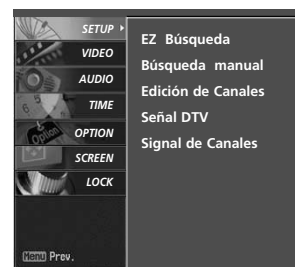 SETUP
VIDEO
AUDIO
TIME
OPTION
SCREEN
LOCK
Menu Prev.
EZ Búsqueda
Búsqueda manual
Edición de Canales
Señal DTV
Signal de Canales